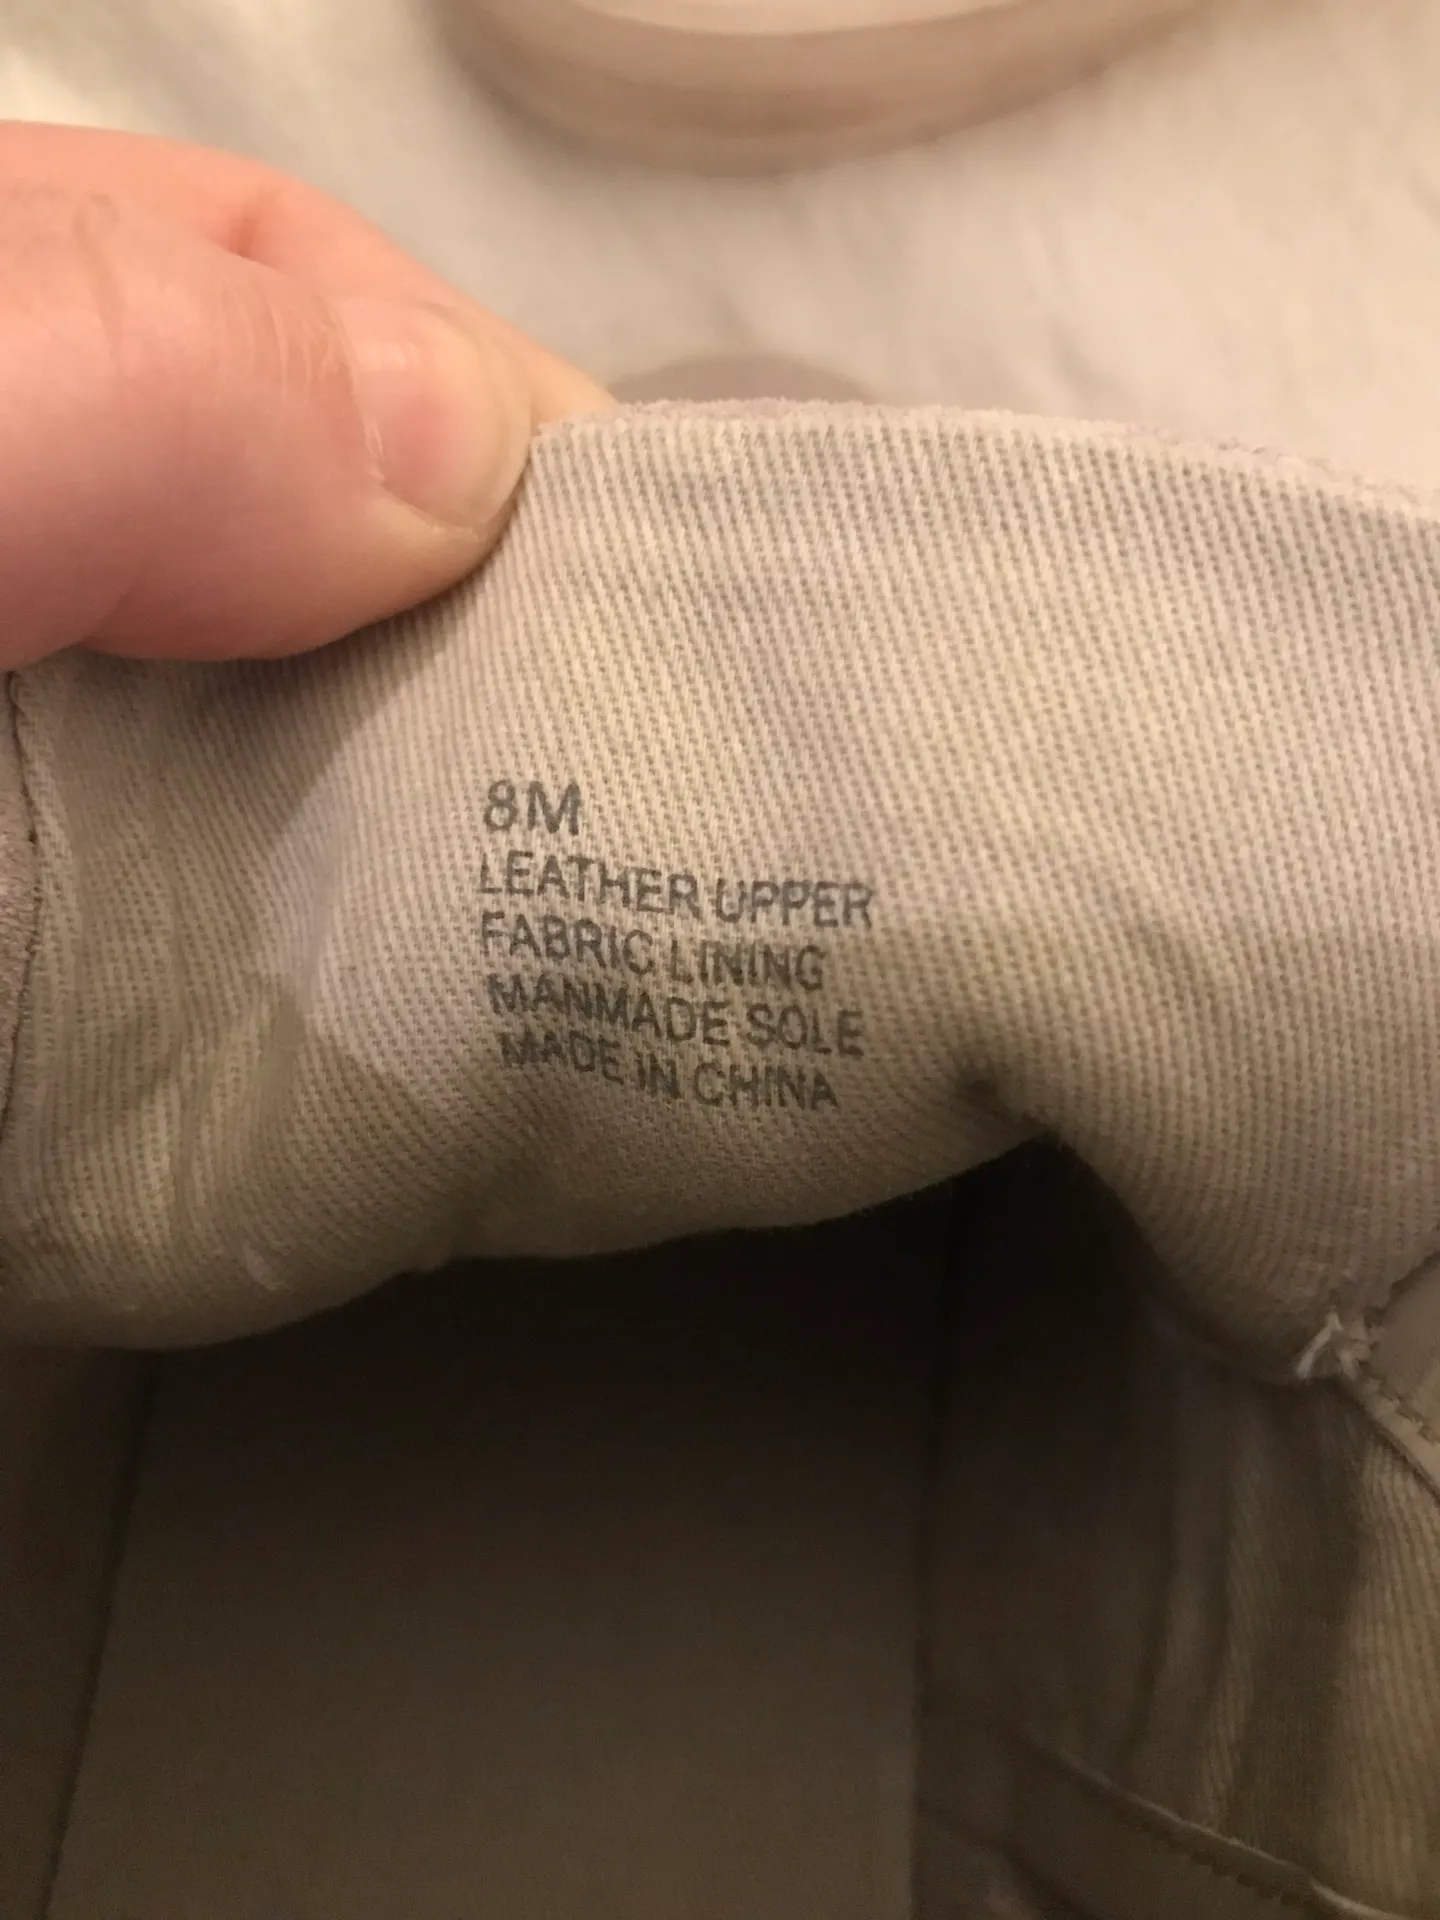 8M
LEATHER UPPER
FABRIC LINING
MANMADE SOLE
MADE IN CHINA